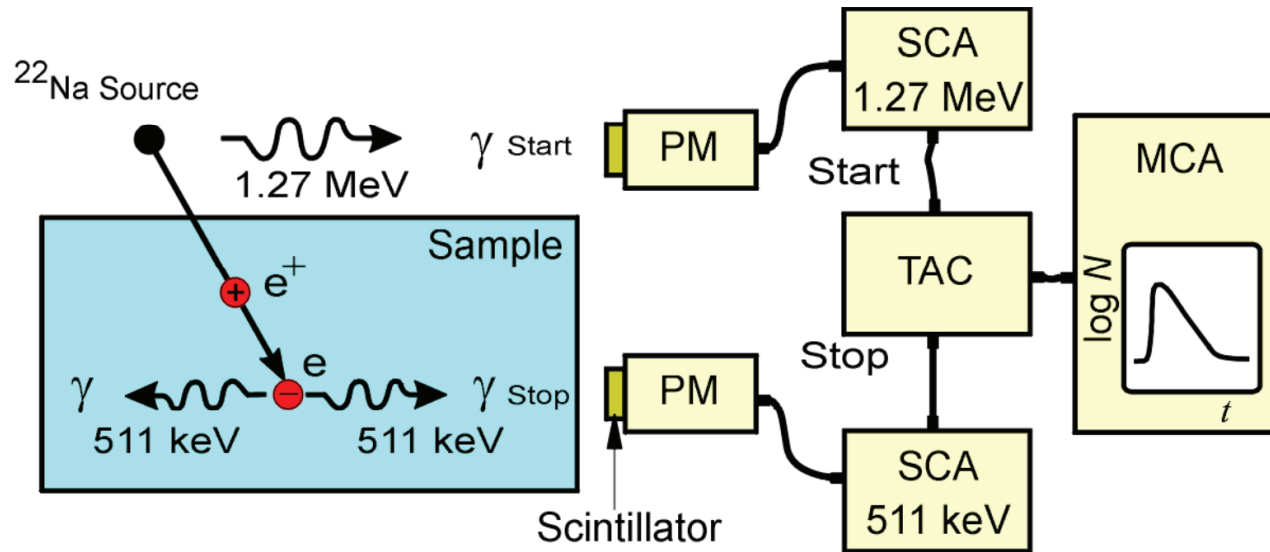 ²²Na Source
1.27 MeV
γ Start
PM
SCA
1.27 MeV
Start
MCA
Sample
e⁺
+
TAC
log N
t
Stop
e
−
γ
γ Stop
511 keV
511 keV
PM
SCA
511 keV
Scintillator